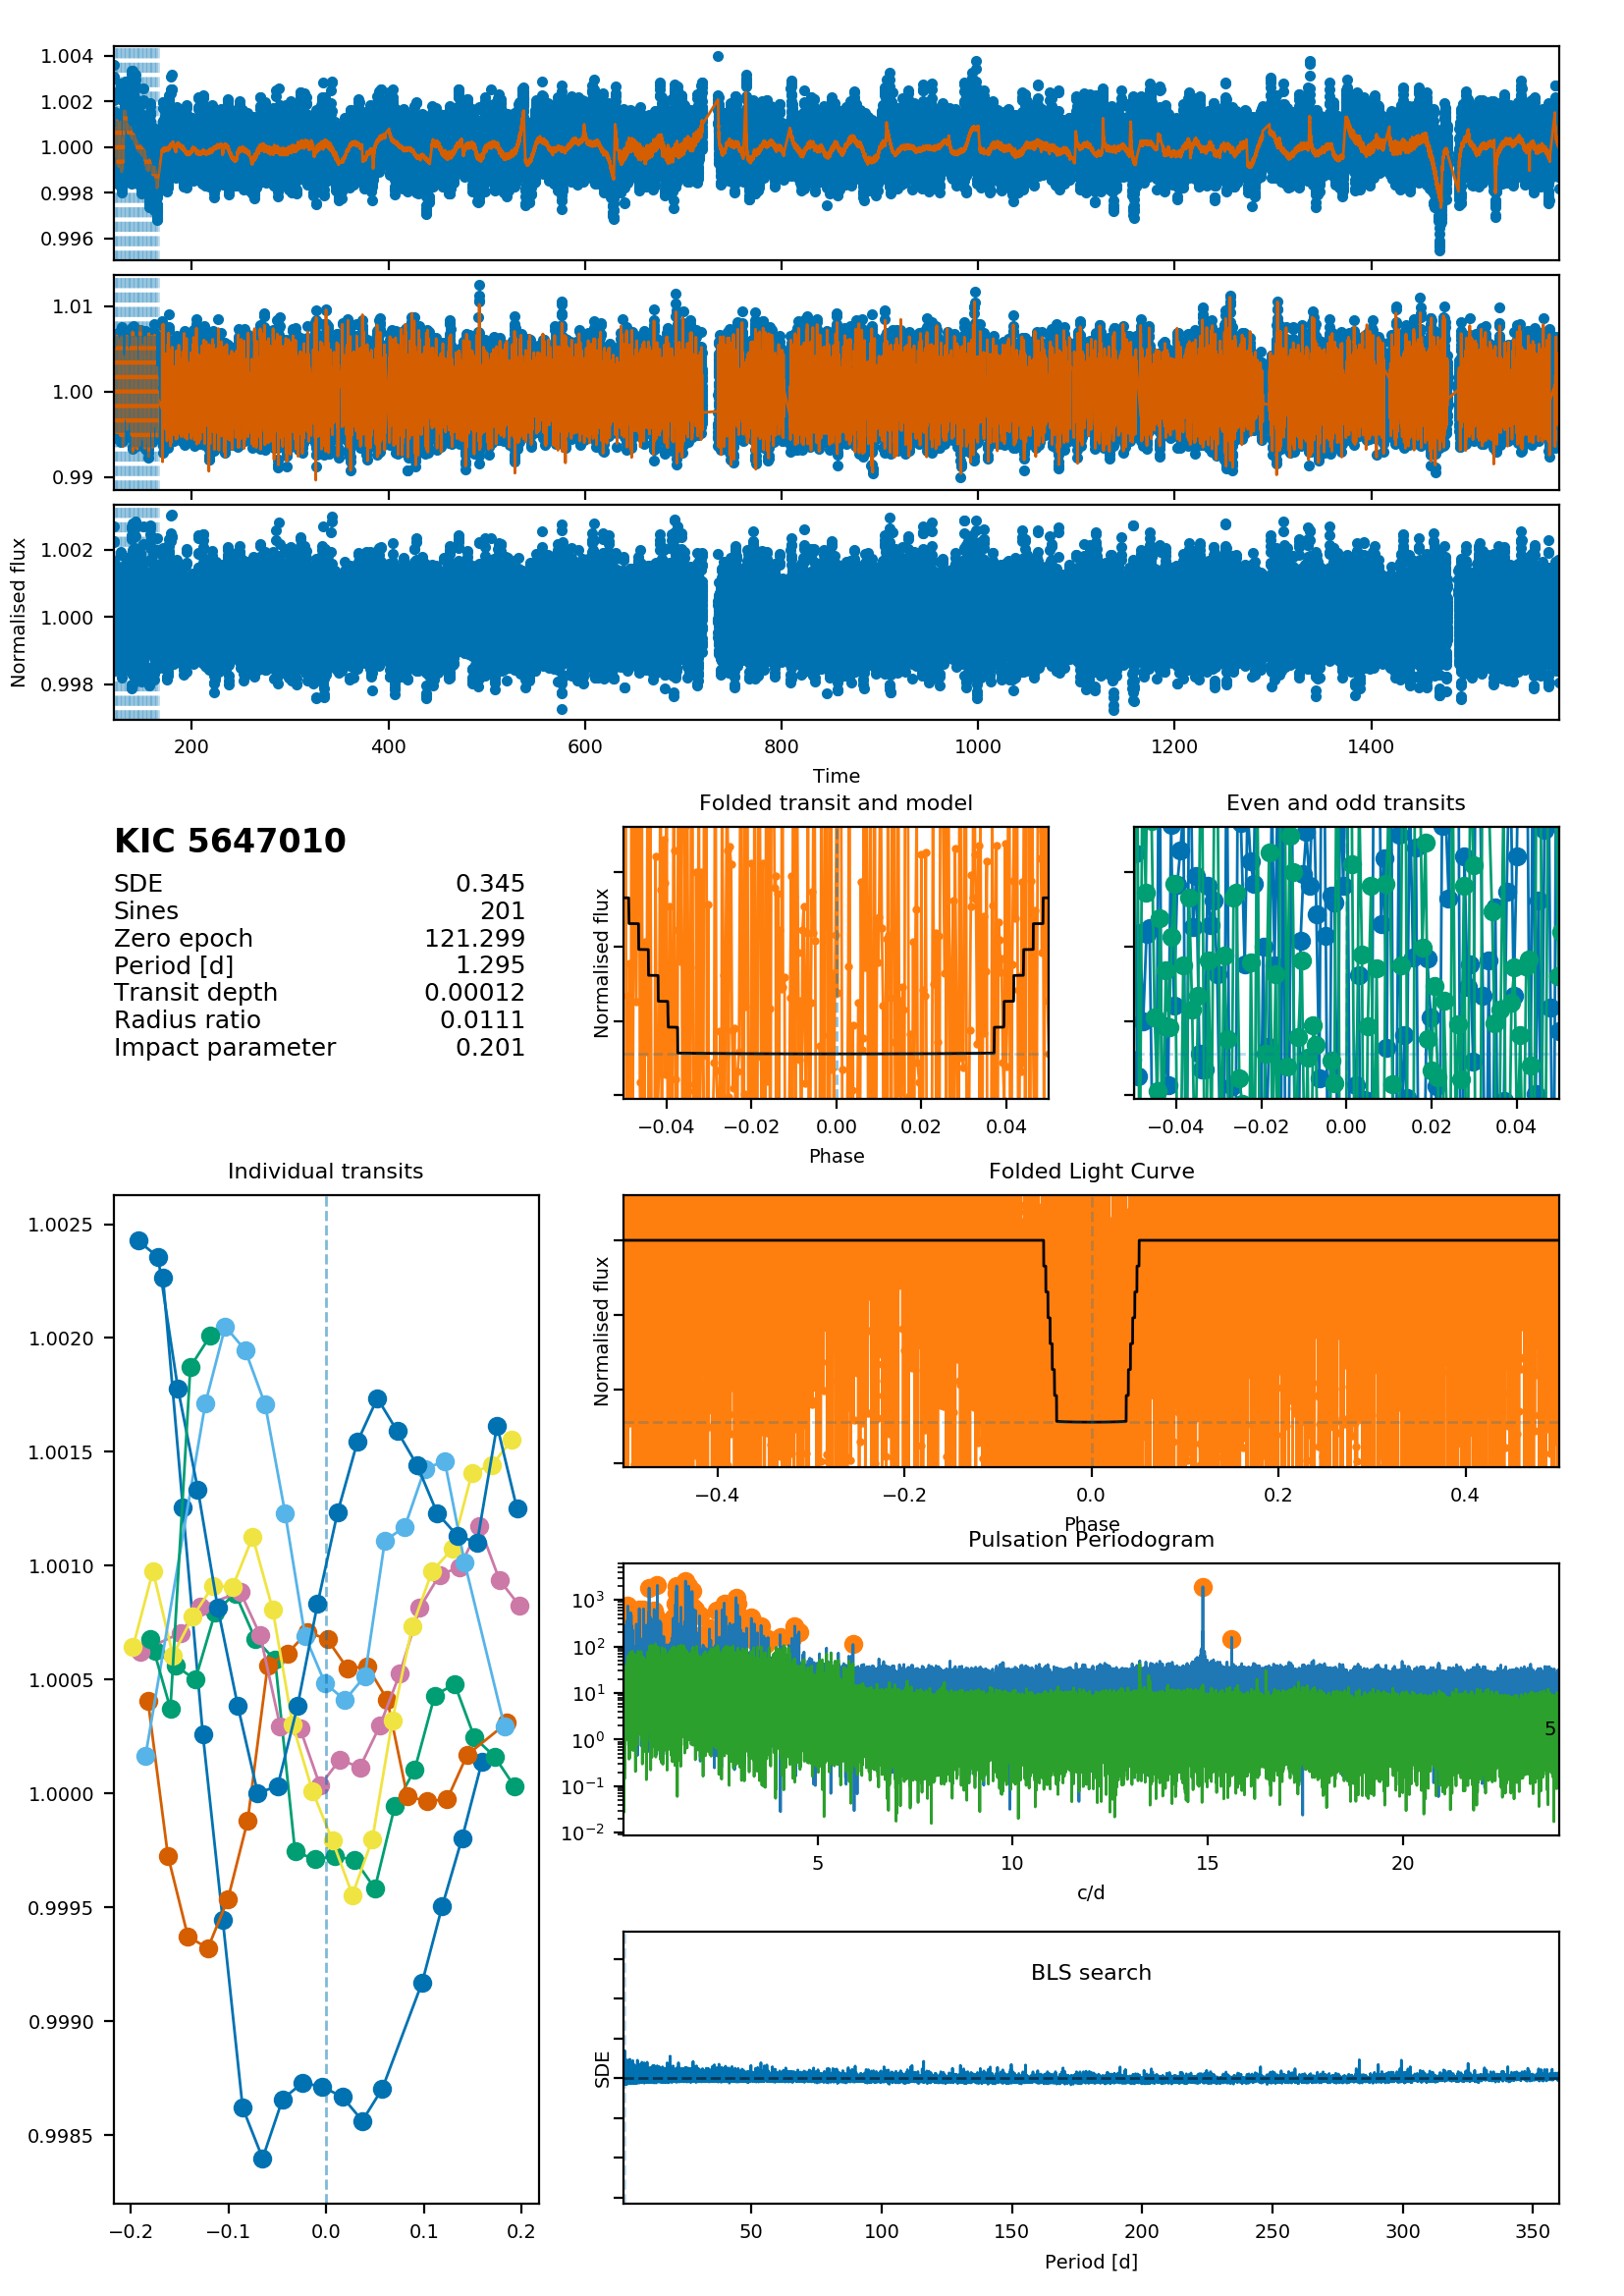 1.004
1.002
1.000
0.998
0.996
1.01
1.00
0.99
Normalised flux
1.002
1.000
0.998
200 400 600 800 1000 1200 1400
Time
KIC 5647010
SDE 0.345
Sines 201
Zero epoch 121.299
Period [d] 1.295
Transit depth 0.00012
Radius ratio 0.0111
Impact parameter 0.201
Folded transit and model
Normalised flux
−0.04 −0.02 0.00 0.02 0.04
Phase
Even and odd transits
−0.04 −0.02 0.00 0.02 0.04
Individual transits
1.0025
1.0020
1.0015
1.0010
1.0005
1.0000
0.9995
0.9990
0.9985
−0.2 −0.1 0.0 0.1 0.2
Folded Light Curve
Normalised flux
−0.4 −0.2 0.0 0.2 0.4
Phase
Pulsation Periodogram
10³
10²
10¹
10⁰
10⁻¹
10⁻²
5
5 10 15 20
c/d
BLS search
SDE
50 100 150 200 250 300 350
Period [d]